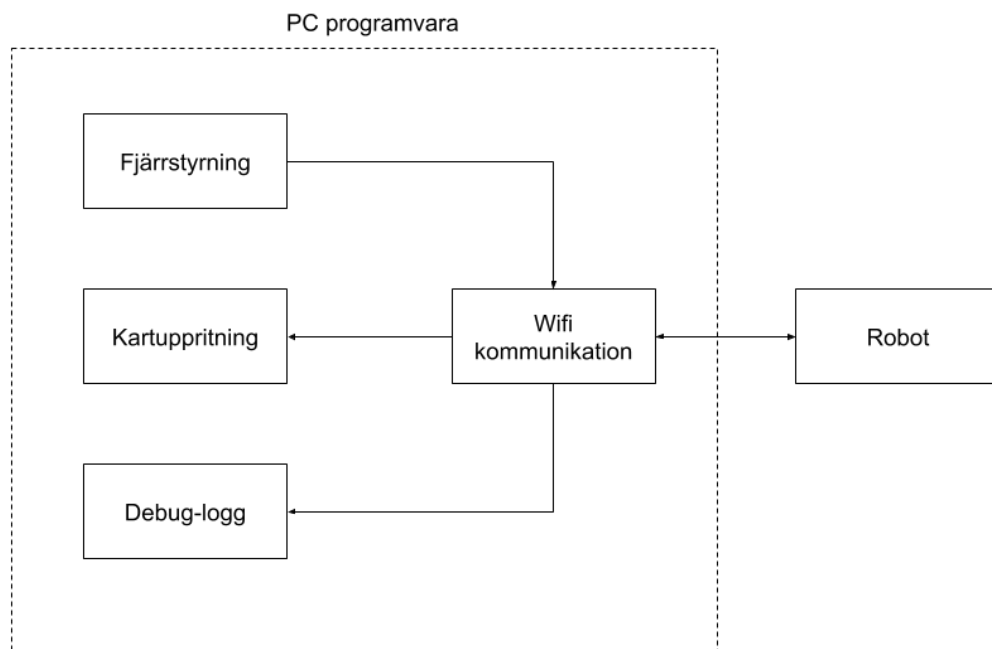 PC programvara
Fjärrstyrning
Kartuppritning
Wifi
kommunikation
Robot
Debug-logg